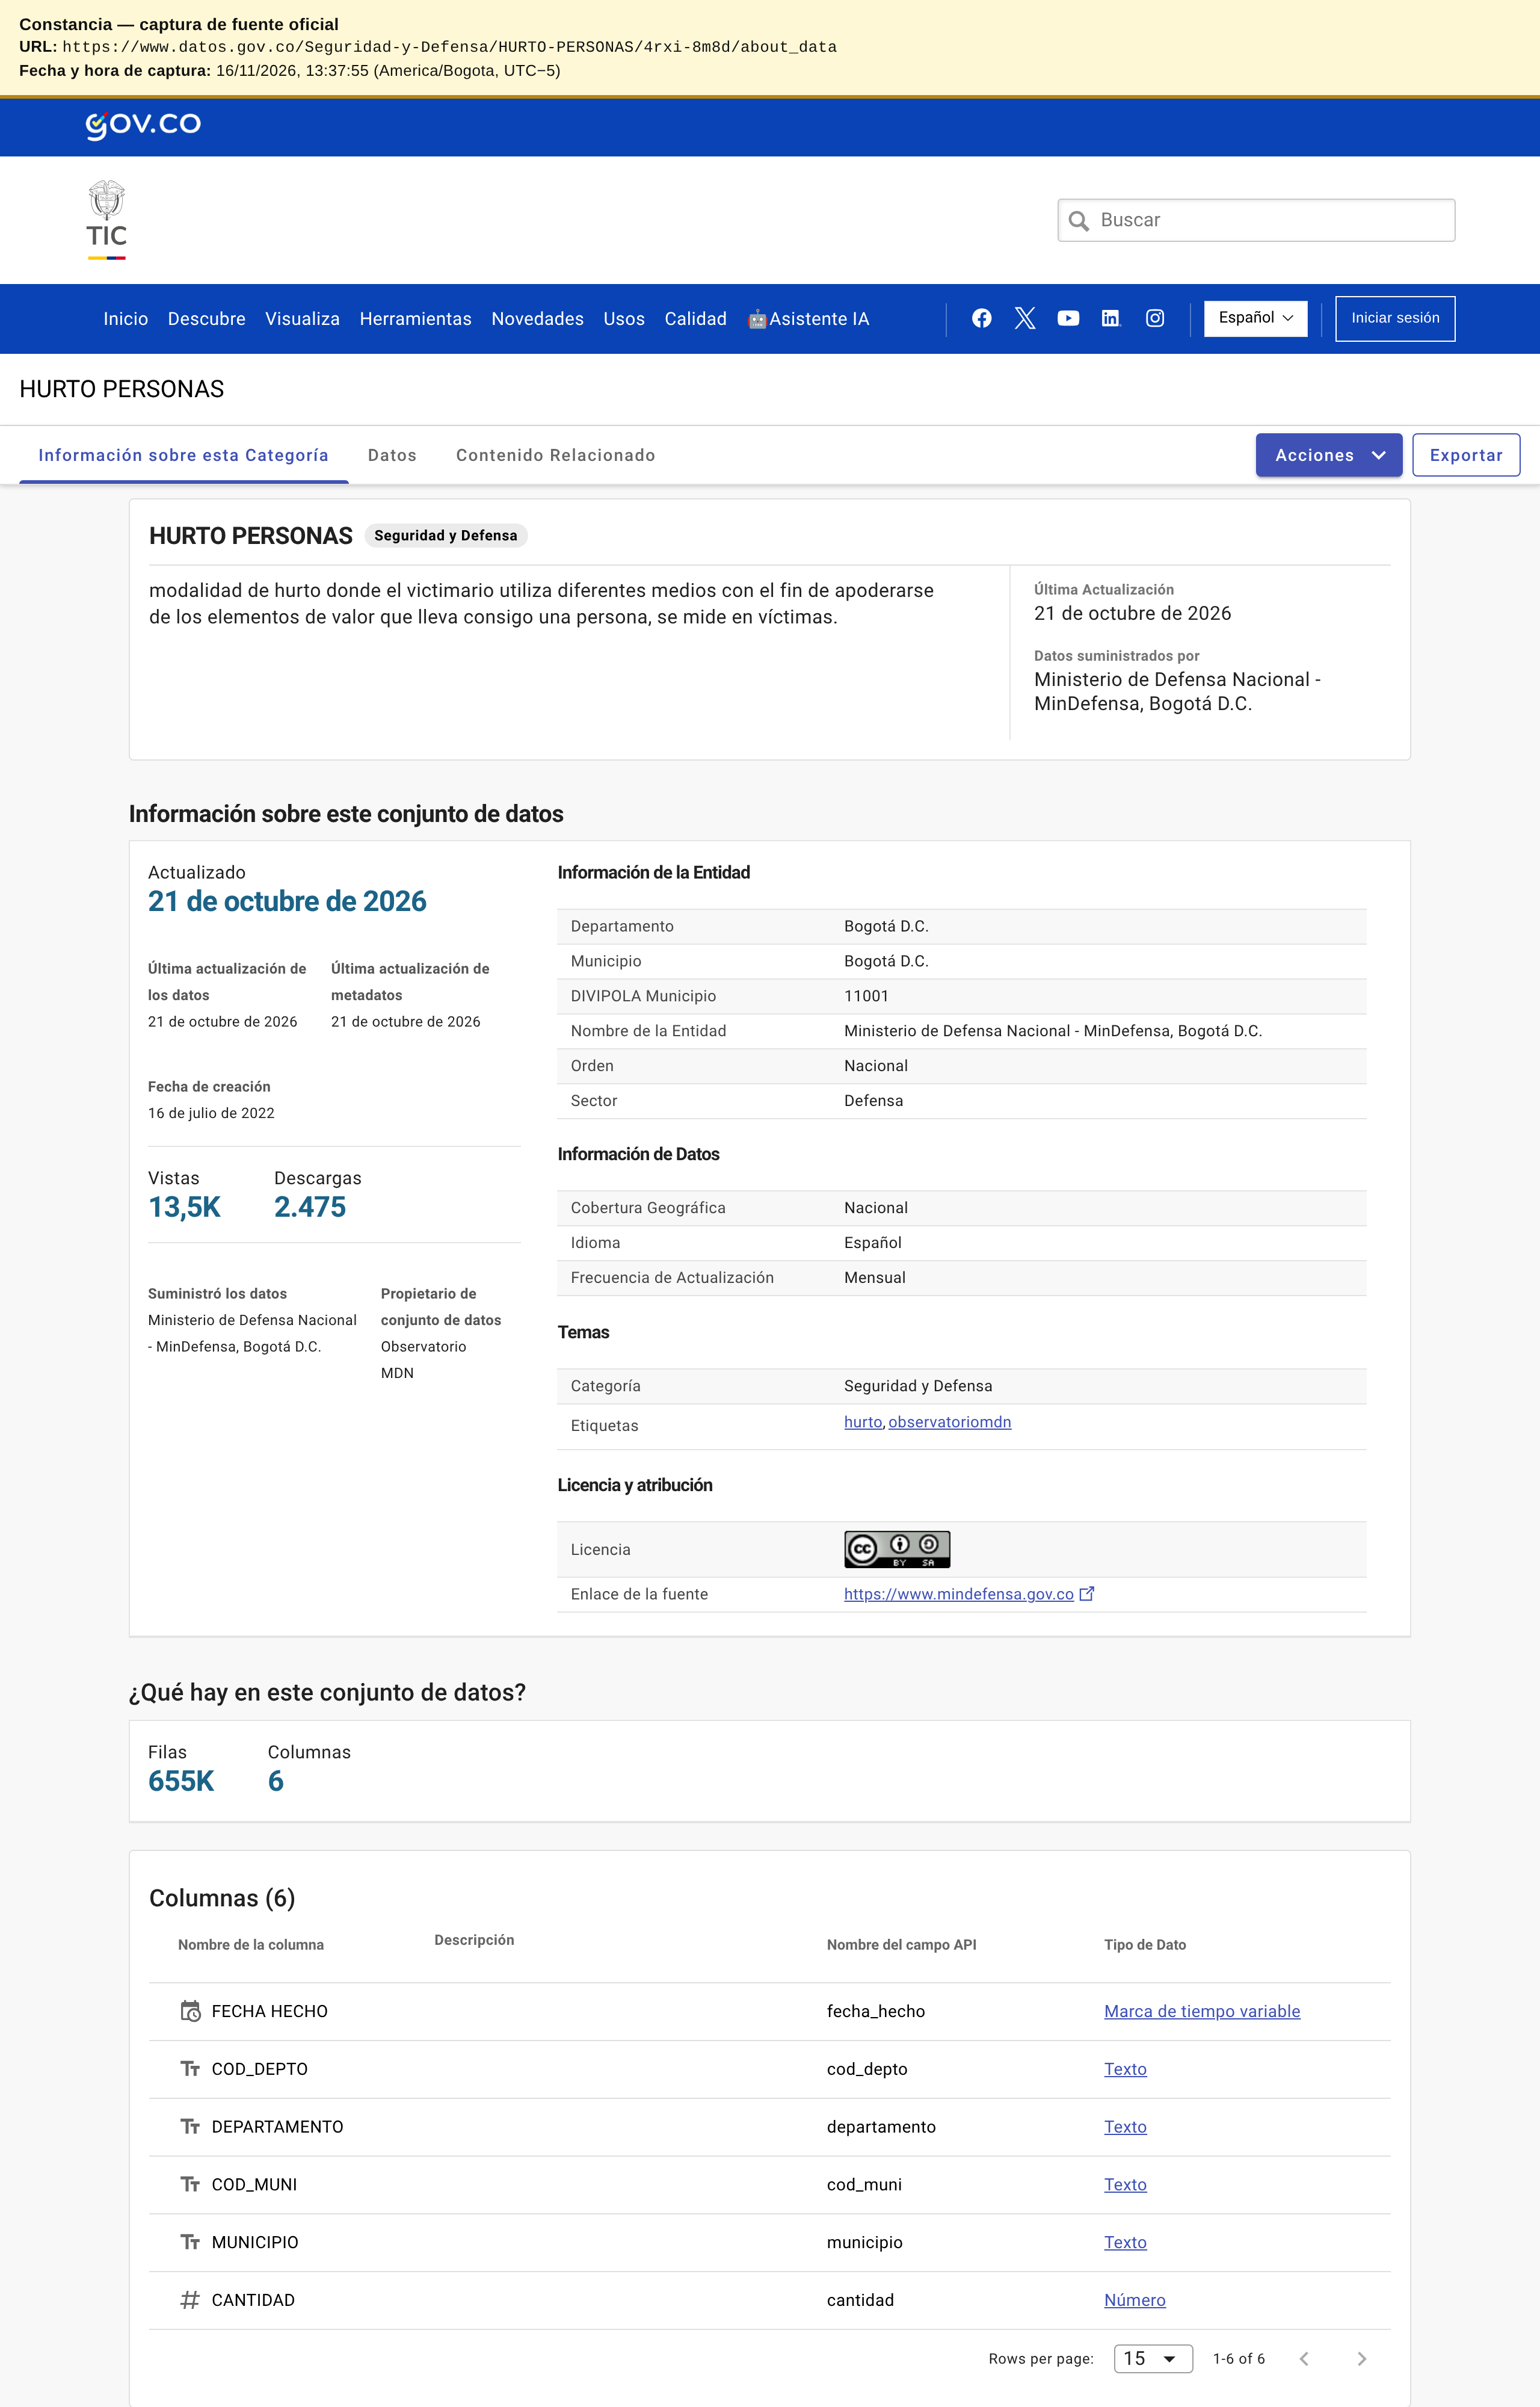 Constancia — captura de fuente oficial
URL: https://www.datos.gov.co/Seguridad-y-Defensa/HURTO-PERSONAS/4rxi-8m8d/about_data
Fecha y hora de captura: 16/11/2026, 13:37:55 (America/Bogota, UTC−5)
gov.co
TIC
Buscar
Inicio Descubre Visualiza Herramientas Novedades Usos Calidad 🤖Asistente IA Español Iniciar sesión
HURTO PERSONAS
Información sobre esta Categoría Datos Contenido Relacionado Acciones Exportar
HURTO PERSONAS Seguridad y Defensa
modalidad de hurto donde el victimario utiliza diferentes medios con el fin de apoderarse
de los elementos de valor que lleva consigo una persona, se mide en víctimas.
Última Actualización
21 de octubre de 2026
Datos suministrados por
Ministerio de Defensa Nacional -
MinDefensa, Bogotá D.C.
Información sobre este conjunto de datos
Actualizado
21 de octubre de 2026
Última actualización de
los datos
21 de octubre de 2026
Última actualización de
metadatos
21 de octubre de 2026
Fecha de creación
16 de julio de 2022
Vistas
13,5K
Descargas
2.475
Suministró los datos
Ministerio de Defensa Nacional
- MinDefensa, Bogotá D.C.
Propietario de
conjunto de datos
Observatorio
MDN
Información de la Entidad
Departamento Bogotá D.C.
Municipio Bogotá D.C.
DIVIPOLA Municipio 11001
Nombre de la Entidad Ministerio de Defensa Nacional - MinDefensa, Bogotá D.C.
Orden Nacional
Sector Defensa
Información de Datos
Cobertura Geográfica Nacional
Idioma Español
Frecuencia de Actualización Mensual
Temas
Categoría Seguridad y Defensa
Etiquetas hurto, observatoriomdn
Licencia y atribución
Licencia cc BY SA
Enlace de la fuente https://www.mindefensa.gov.co
¿Qué hay en este conjunto de datos?
Filas
655K
Columnas
6
Columnas (6)
Nombre de la columna Descripción Nombre del campo API Tipo de Dato
FECHA HECHO fecha_hecho Marca de tiempo variable
COD_DEPTO cod_depto Texto
DEPARTAMENTO departamento Texto
COD_MUNI cod_muni Texto
MUNICIPIO municipio Texto
CANTIDAD cantidad Número
Rows per page: 15 1-6 of 6